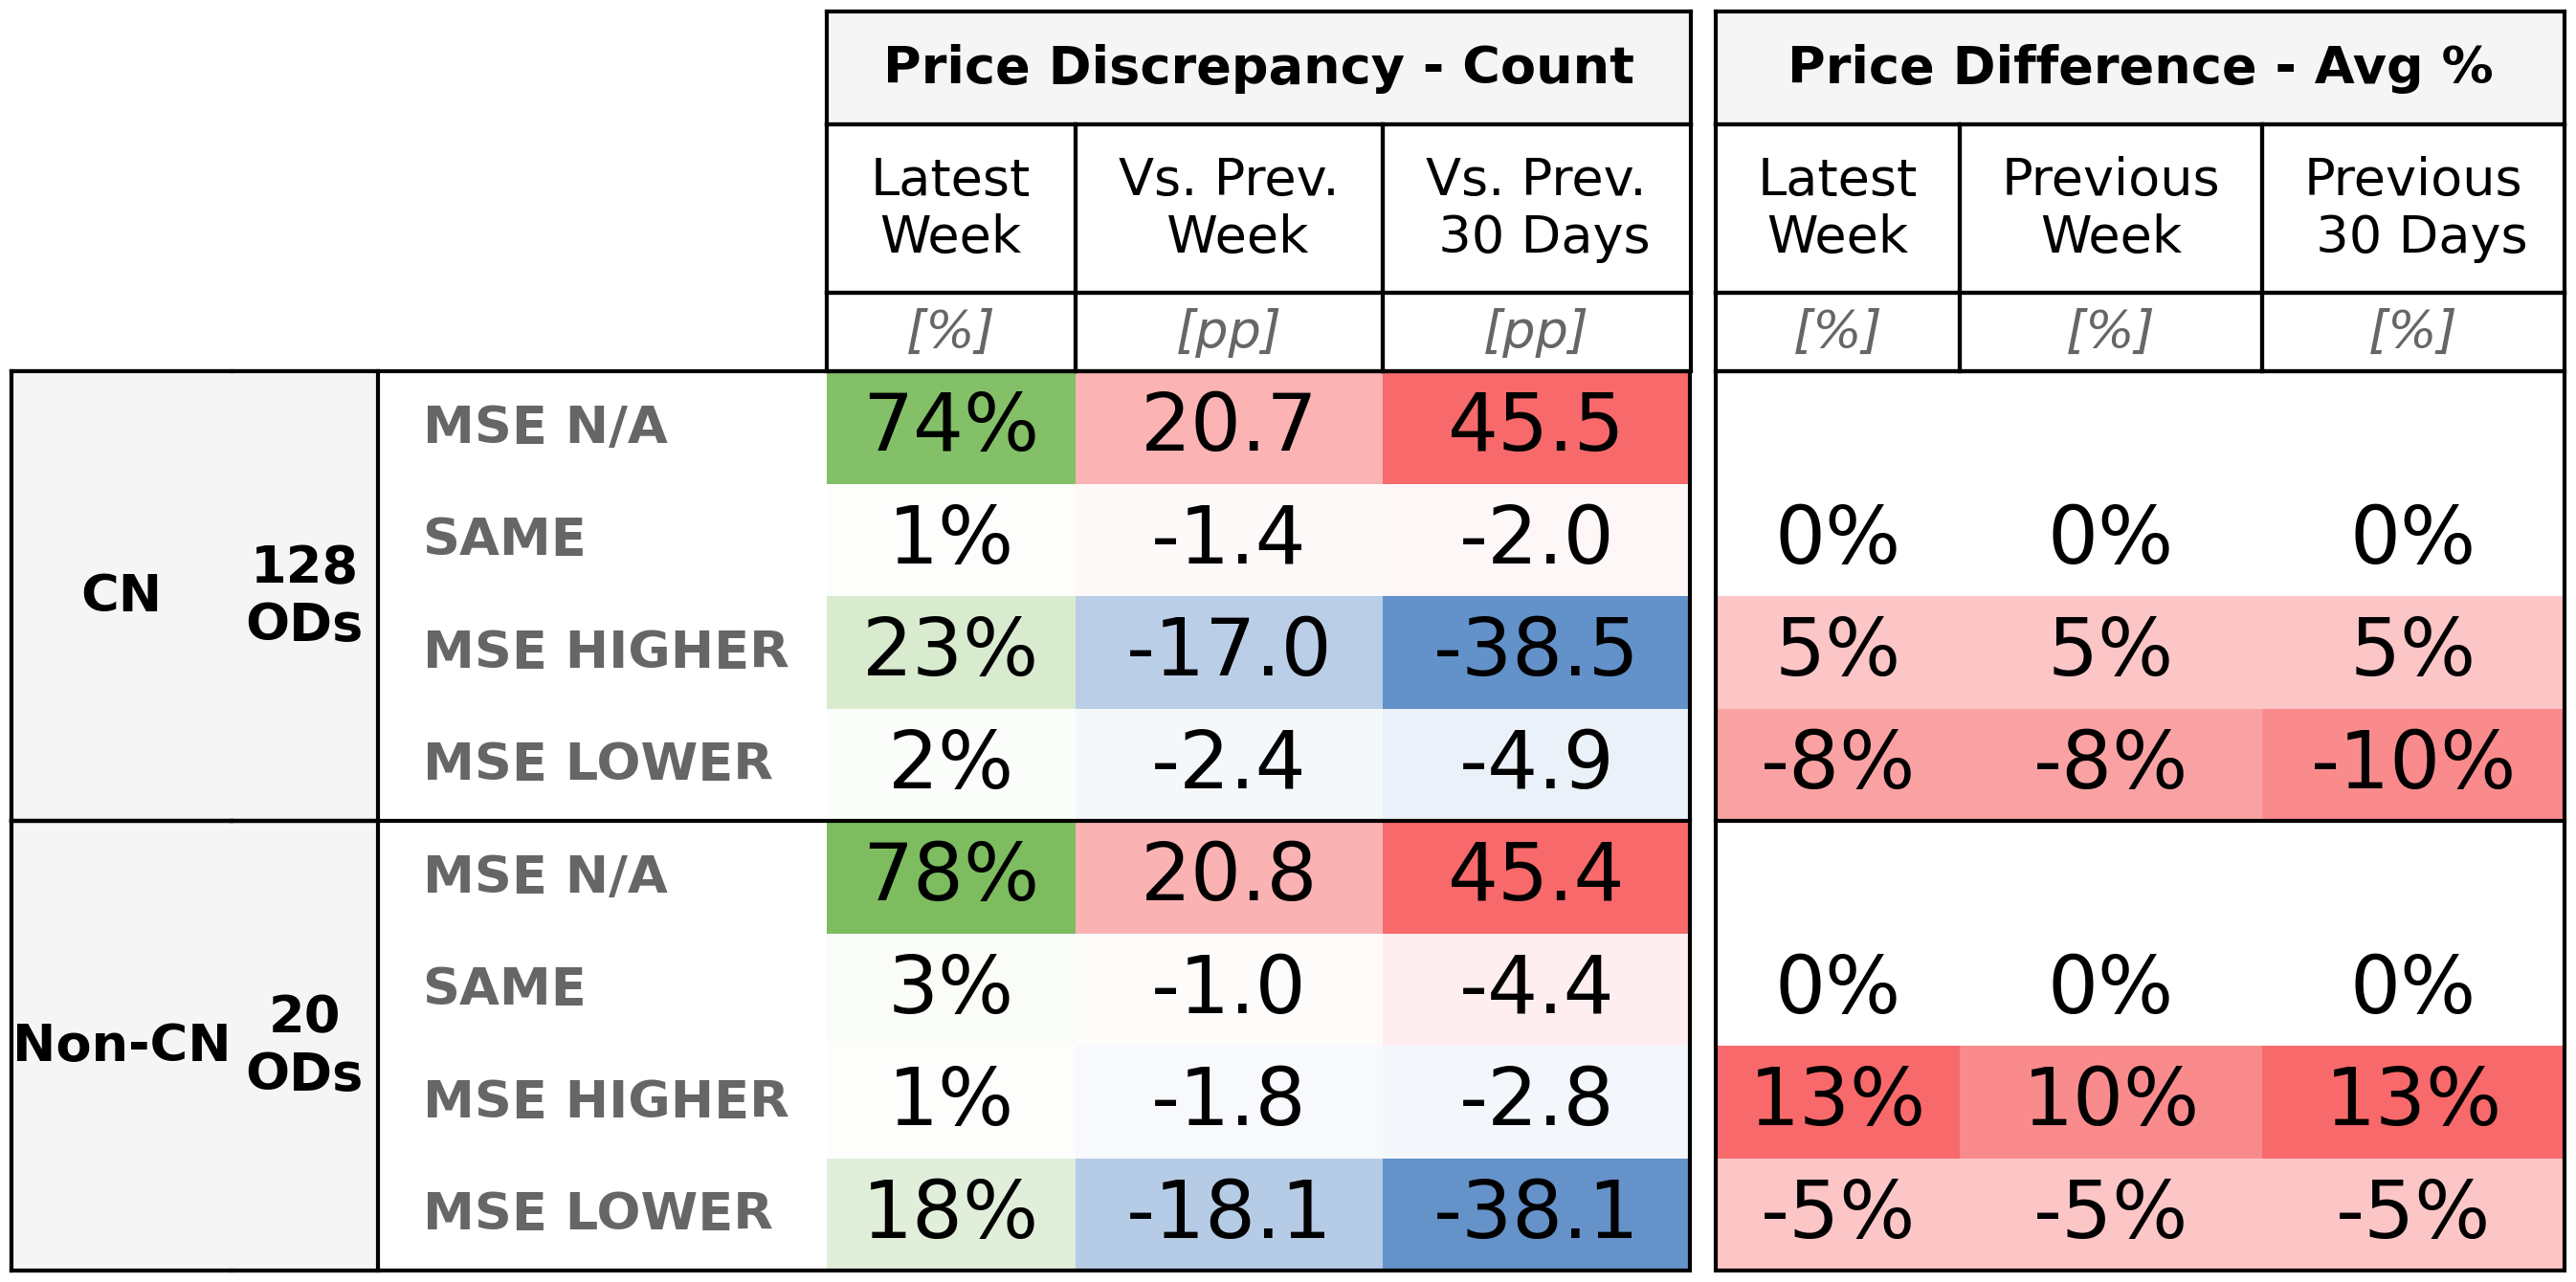 Price Discrepancy - Count Price Difference - Avg %
Latest Vs. Prev. Vs. Prev. Latest Previous Previous
Week Week 30 Days Week Week 30 Days
[%] [pp] [pp] [%] [%] [%]
CN
128
ODs
MSE N/A 74% 20.7 45.5
SAME 1% -1.4 -2.0 0% 0% 0%
MSE HIGHER 23% -17.0 -38.5 5% 5% 5%
MSE LOWER 2% -2.4 -4.9 -8% -8% -10%
Non-CN
20
ODs
MSE N/A 78% 20.8 45.4
SAME 3% -1.0 -4.4 0% 0% 0%
MSE HIGHER 1% -1.8 -2.8 13% 10% 13%
MSE LOWER 18% -18.1 -38.1 -5% -5% -5%